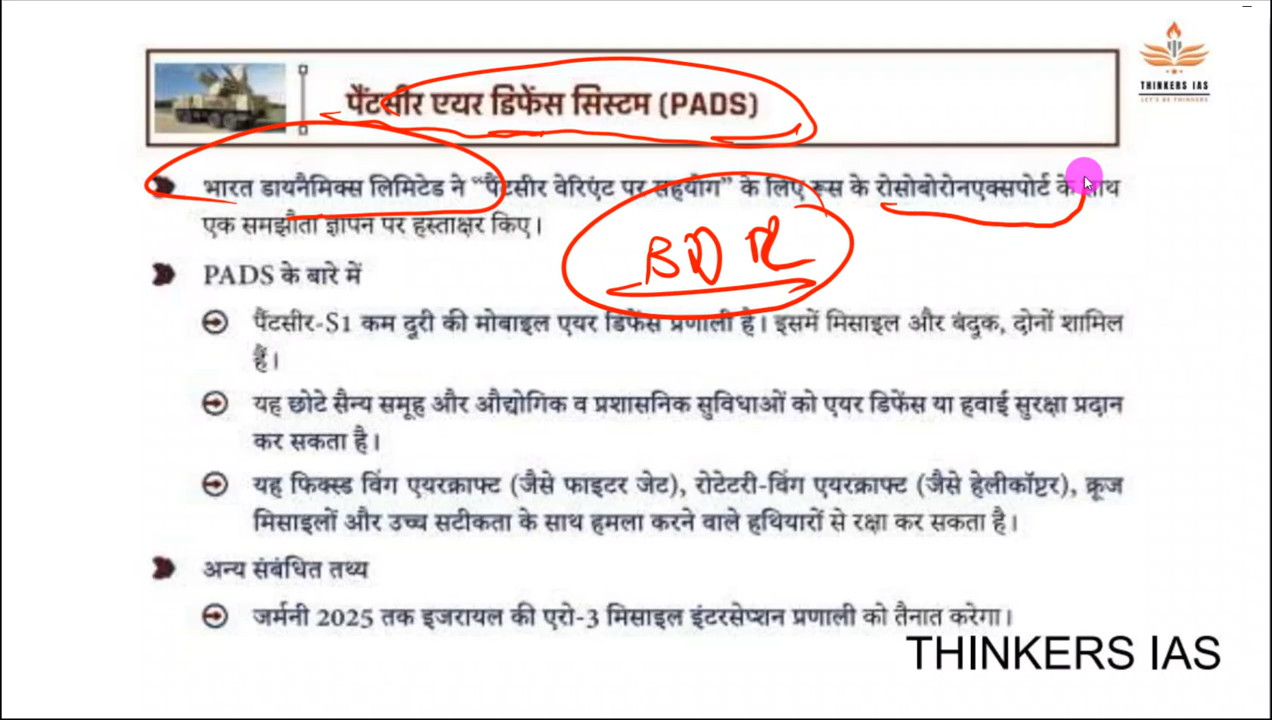 THINKERS IAS
LET'S BE THINKERS
पैंटसीर एयर डिफेंस सिस्टम (PADS)
भारत डायनैमिक्स लिमिटेड ने “पैंटसीर वेरिएंट पर सहयोग” के लिए रूस के रोसोबोरोनएक्सपोर्ट के साथ
एक समझौता ज्ञापन पर हस्ताक्षर किए।
PADS के बारे में
पैंटसीर-S1 कम दूरी की मोबाइल एयर डिफेंस प्रणाली है। इसमें मिसाइल और बंदुक, दोनों शामिल
हैं।
यह छोटे सैन्य समूह और औद्योगिक व प्रशासनिक सुविधाओं को एयर डिफेंस या हवाई सुरक्षा प्रदान
कर सकता है।
यह फिक्स्ड विंग एयरक्राफ्ट (जैसे फाइटर जेट), रोटेटरी-विंग एयरक्राफ्ट (जैसे हेलीकॉप्टर), क्रूज
मिसाइलों और उच्च सटीकता के साथ हमला करने वाले हथियारों से रक्षा कर सकता है।
अन्य संबंधित तथ्य
जर्मनी 2025 तक इजरायल की एरो-3 मिसाइल इंटरसेप्शन प्रणाली को तैनात करेगा।
THINKERS IAS